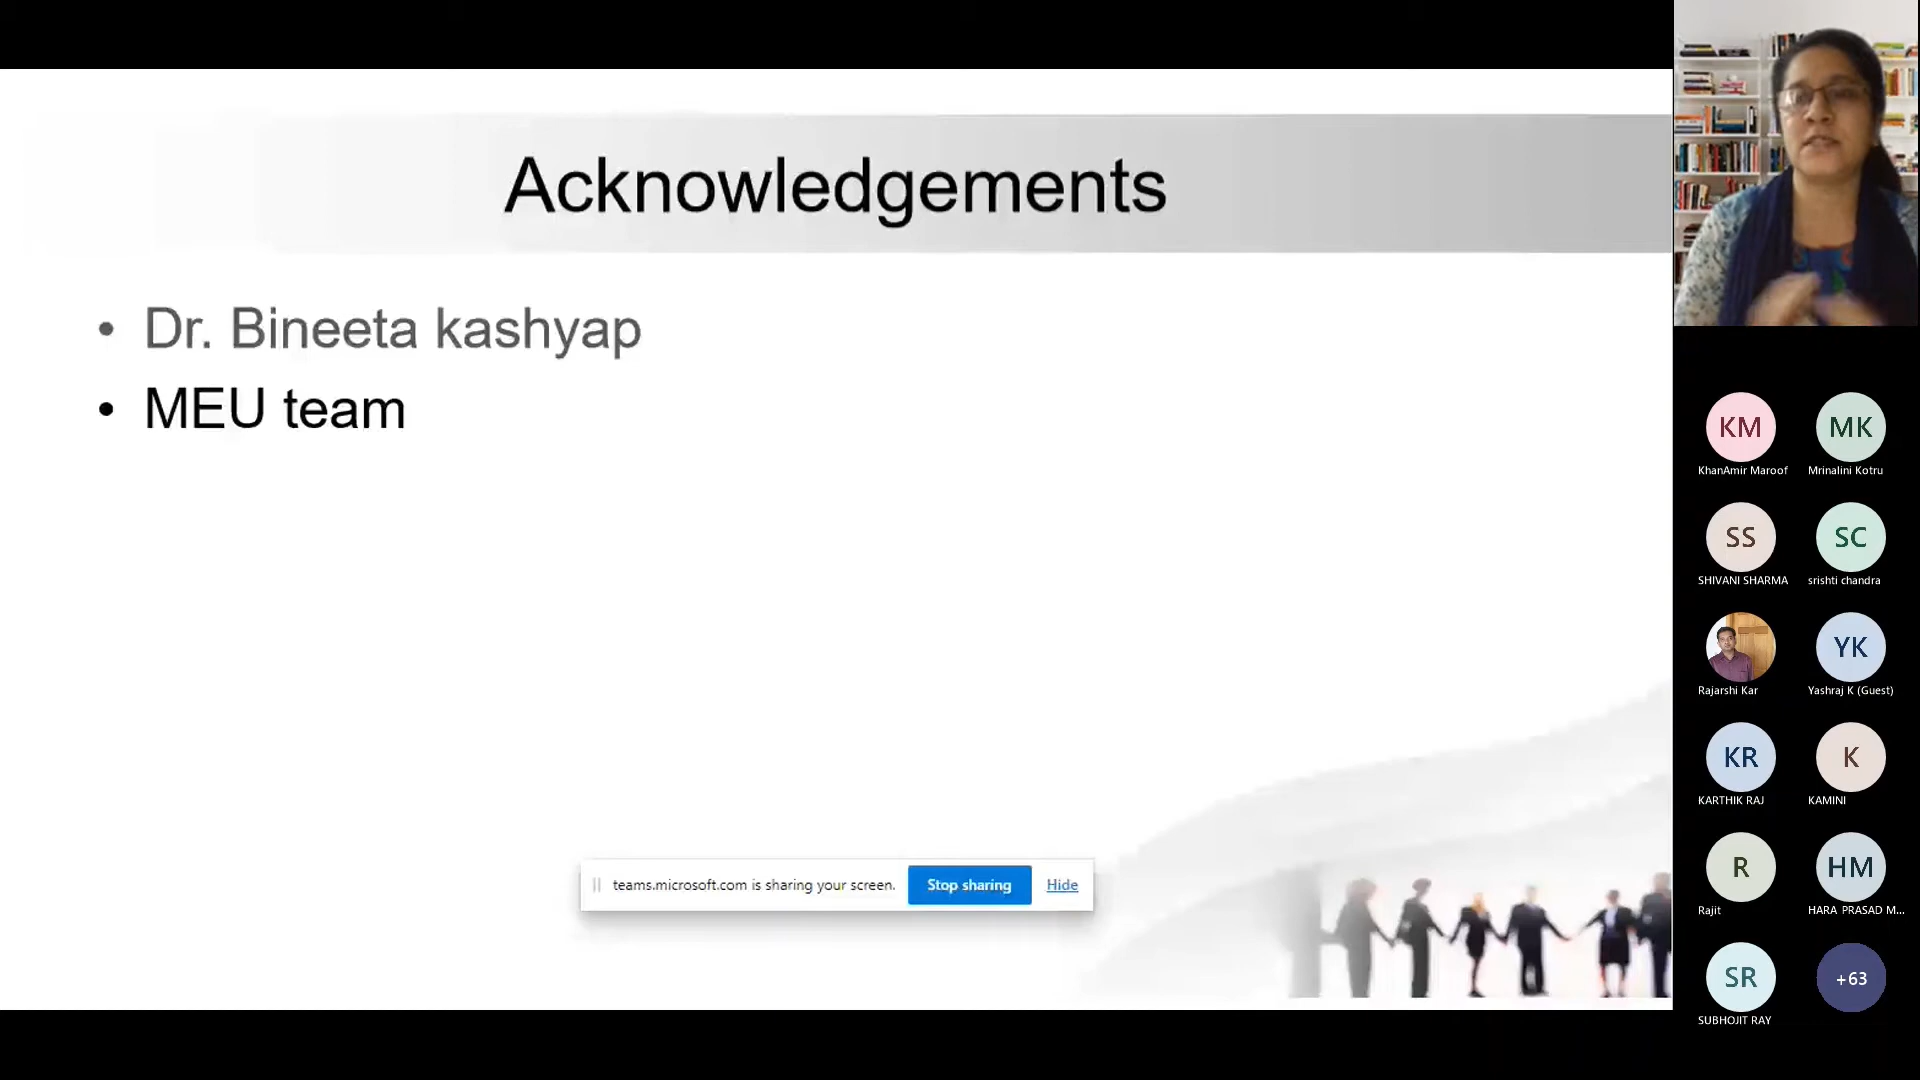 Acknowledgements
• Dr. Bineeta kashyap
• MEU team
teams.microsoft.com is sharing your screen. Stop sharing Hide
KM MK
KhanAmir Maroof Mrinalini Kotru
SS SC
SHIVANI SHARMA srishti chandra
YK
Rajarshi Kar Yashraj K (Guest)
KR K
KARTHIK RAJ KAMINI
R HM
Rajit HARA PRASAD M...
SR +63
SUBHOJIT RAY